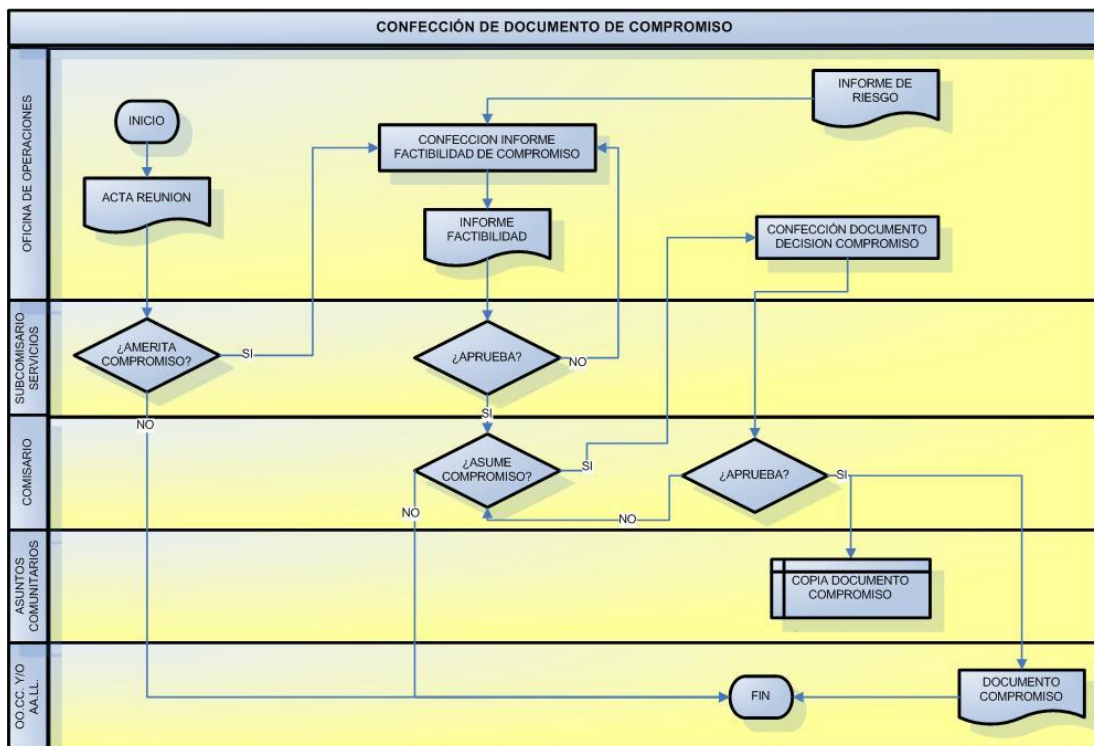 CONFECCIÓN DE DOCUMENTO DE COMPROMISO
OFICINA DE OPERACIONES
INICIO
ACTA REUNION
CONFECCION INFORME
FACTIBILIDAD DE COMPROMISO
INFORME DE
RIESGO
INFORME
FACTIBILIDAD
CONFECCIÓN DOCUMENTO
DECISION COMPROMISO
SUBCOMISARIO
SERVICIOS
¿AMERITA
COMPROMISO?
SI
NO
¿APRUEBA?
NO
SI
COMISARIO
¿ASUME
COMPROMISO?
SI
NO
¿APRUEBA?
SI
NO
ASUNTOS
COMUNITARIOS
COPIA DOCUMENTO
COMPROMISO
OO.CC. Y/O
AA.LL.
FIN
DOCUMENTO
COMPROMISO